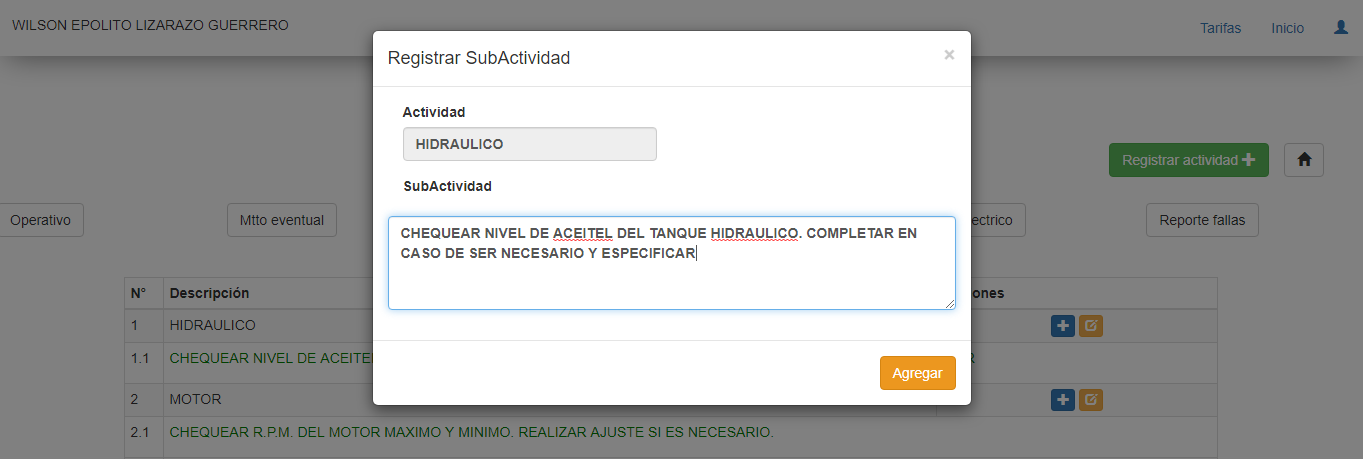 WILSON EPOLITO LIZARAZO GUERRERO
Tarifas Inicio
Registrar SubActividad ×
Actividad
HIDRAULICO
SubActividad
CHEQUEAR NIVEL DE ACEITEL DEL TANQUE HIDRAULICO. COMPLETAR EN
CASO DE SER NECESARIO Y ESPECIFICAR
Agregar
Registrar actividad
Operativo Mtto eventual ectrico Reporte fallas
N° Descripción ones
1 HIDRAULICO
1.1 CHEQUEAR NIVEL DE ACEITE
2 MOTOR
2.1 CHEQUEAR R.P.M. DEL MOTOR MAXIMO Y MINIMO. REALIZAR AJUSTE SI ES NECESARIO.